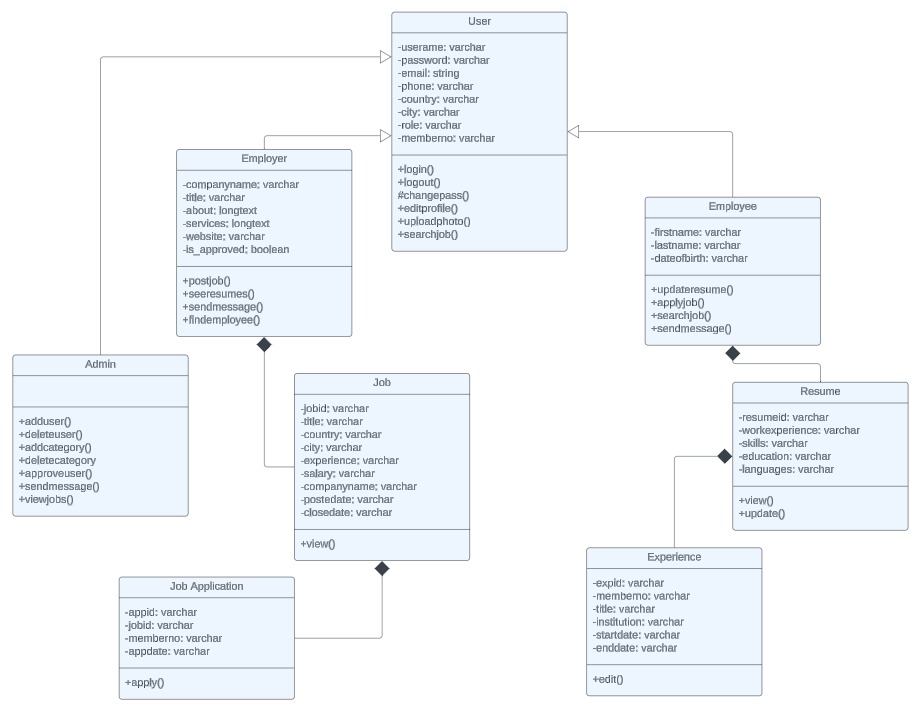 User
-userame: varchar
-password: varchar
-email: string
-phone: varchar
-country: varchar
-city: varchar
-role: varchar
-memberno: varchar
+login()
+logout()
#changepass()
+editprofile()
+uploadphoto()
+searchjob()
Employer
-companyname; varchar
-title; varchar
-about; longtext
-services; longtext
-website; varchar
-is_approved; boolean
+postjob()
+seeresumes()
+sendmessage()
+findemployee()
Employee
-firstname: varchar
-lastname: varchar
-dateofbirth: varchar
+updateresume()
+applyjob()
+searchjob()
+sendmessage()
Admin
+adduser()
+deleteuser()
+addcategory()
+deletecategory
+approveuser()
+sendmessage()
+viewjobs()
Job
-jobid; varchar
-title; varchar
-country; varchar
-city; varchar
-experience; varchar
-salary; varchar
-companyname; varchar
-postedate; varchar
-closedate; varchar
+view()
Resume
-resumeid: varchar
-workexperience: varchar
-skills: varchar
-education: varchar
-languages: varchar
+view()
+update()
Job Application
-appid: varchar
-jobid: varchar
-memberno: varchar
-appdate: varchar
+apply()
Experience
-expid: varchar
-memberno: varchar
-title: varchar
-institution: varchar
-startdate: varchar
-enddate: varchar
+edit()